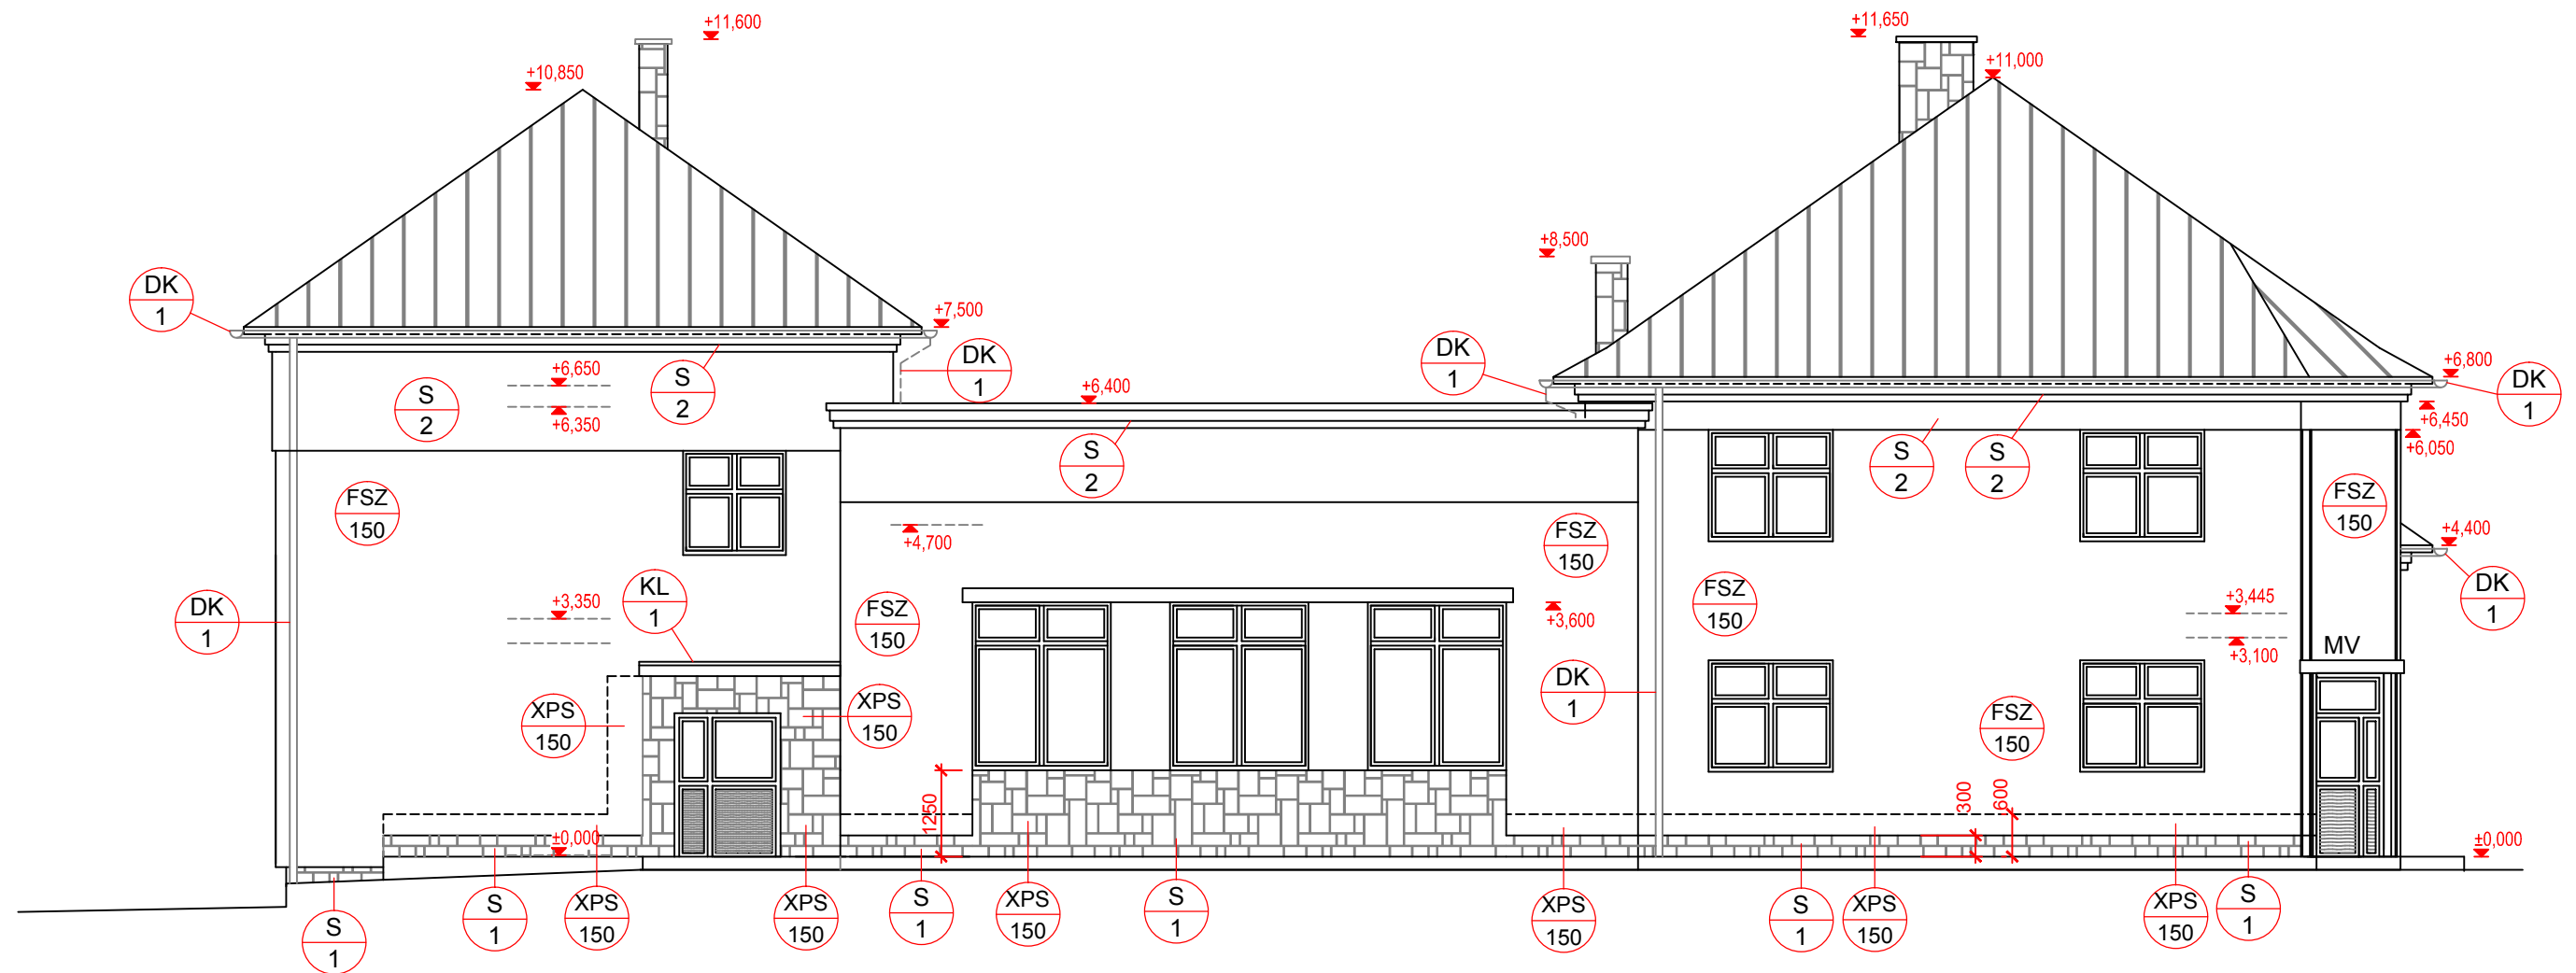 +11,600
+11,650
+10,850
+11,000
+8,500
DK
1
+7,500
DK
1
DK
1
+6,800
DK
1
+6,650
S
2
+6,400
S
2
+6,350
+6,450
+6,050
S
2
S
2
S
2
FSZ
150
+4,700
FSZ
150
FSZ
150
+4,400
DK
1
+3,350
KL
1
FSZ
150
FSZ
150
+3,445
+3,600
DK
1
MV
+3,100
XPS
150
XPS
150
DK
1
FSZ
150
1250
300
600
±0,000
±0,000
S
1
S
1
XPS
150
XPS
150
S
1
XPS
150
S
1
XPS
150
S
1
XPS
150
XPS
150
S
1